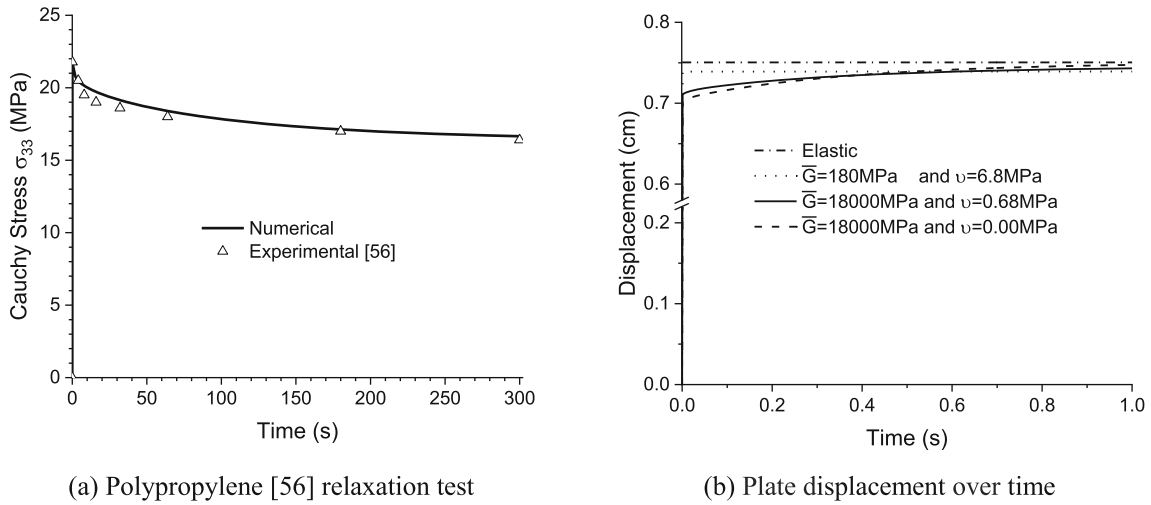 25
20
15
10
5
0
Cauchy Stress σ₃₃ (MPa)
Numerical
Experimental [56]
0 50 100 150 200 250 300
Time (s)
(a) Polypropylene [56] relaxation test
0.8
0.7
0.6
0.2
0.1
0.0
Displacement (cm)
Elastic
G̅=180MPa and υ=6.8MPa
G̅=18000MPa and υ=0.68MPa
G̅=18000MPa and υ=0.00MPa
0.0 0.2 0.4 0.6 0.8 1.0
Time (s)
(b) Plate displacement over time